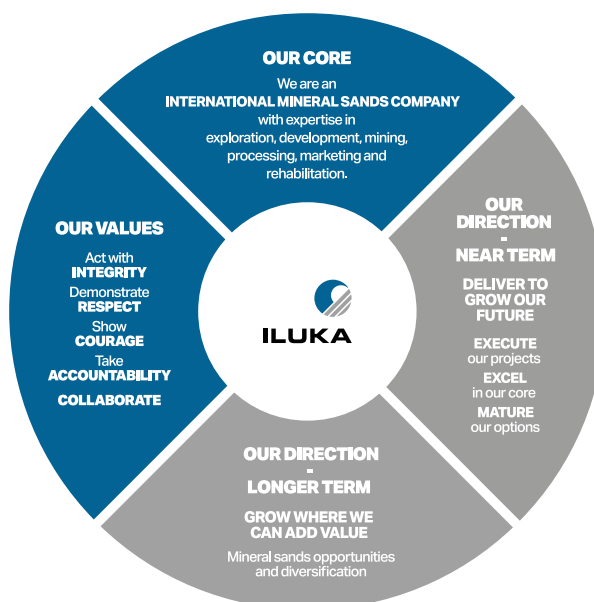 OUR CORE
We are an
INTERNATIONAL MINERAL SANDS COMPANY
with expertise in
exploration, development, mining,
processing, marketing and
rehabilitation.
OUR VALUES
Act with
INTEGRITY
Demonstrate
RESPECT
Show
COURAGE
Take
ACCOUNTABILITY
COLLABORATE
ILUKA
OUR
DIRECTION
-
NEAR TERM
DELIVER TO
GROW OUR
FUTURE
EXECUTE
our projects
EXCEL
in our core
MATURE
our options
OUR DIRECTION
-
LONGER TERM
GROW WHERE WE
CAN ADD VALUE
Mineral sands opportunities
and diversification